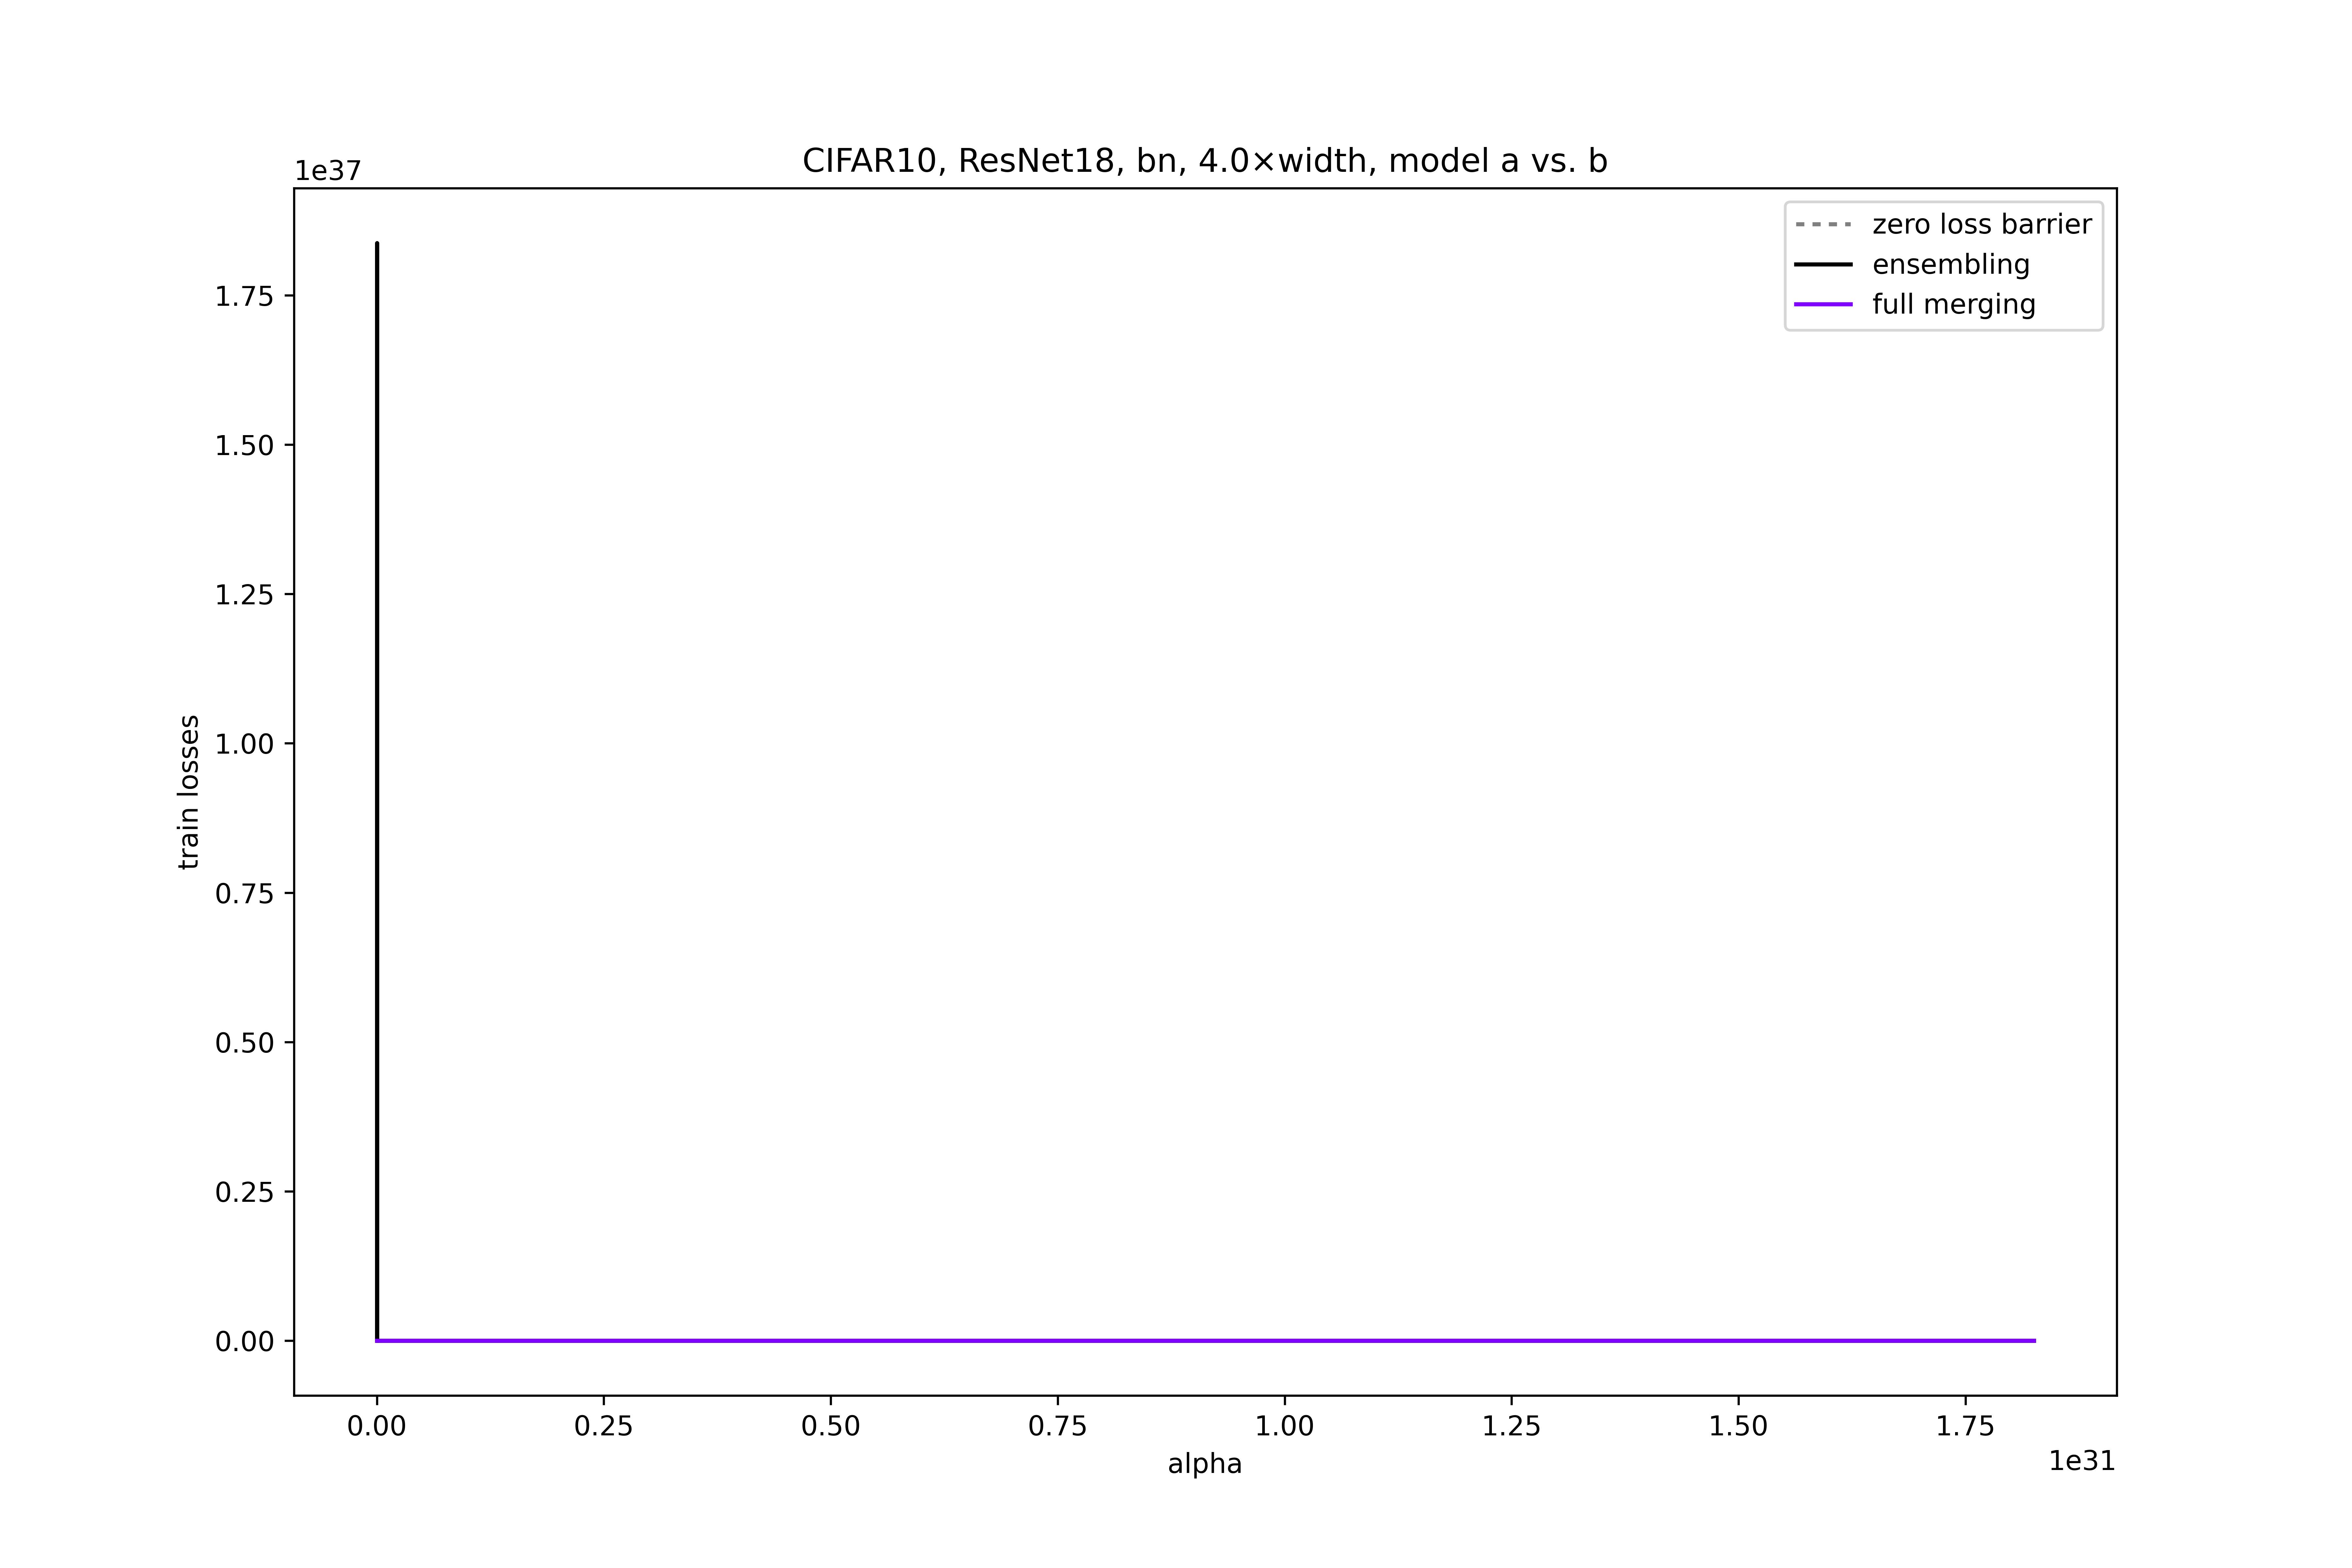 CIFAR10, ResNet18, bn, 4.0×width, model a vs. b
1e37
zero loss barrier
ensembling
full merging
1.75
1.50
1.25
1.00
0.75
0.50
0.25
0.00
train losses
0.00 0.25 0.50 0.75 1.00 1.25 1.50 1.75
alpha
1e31